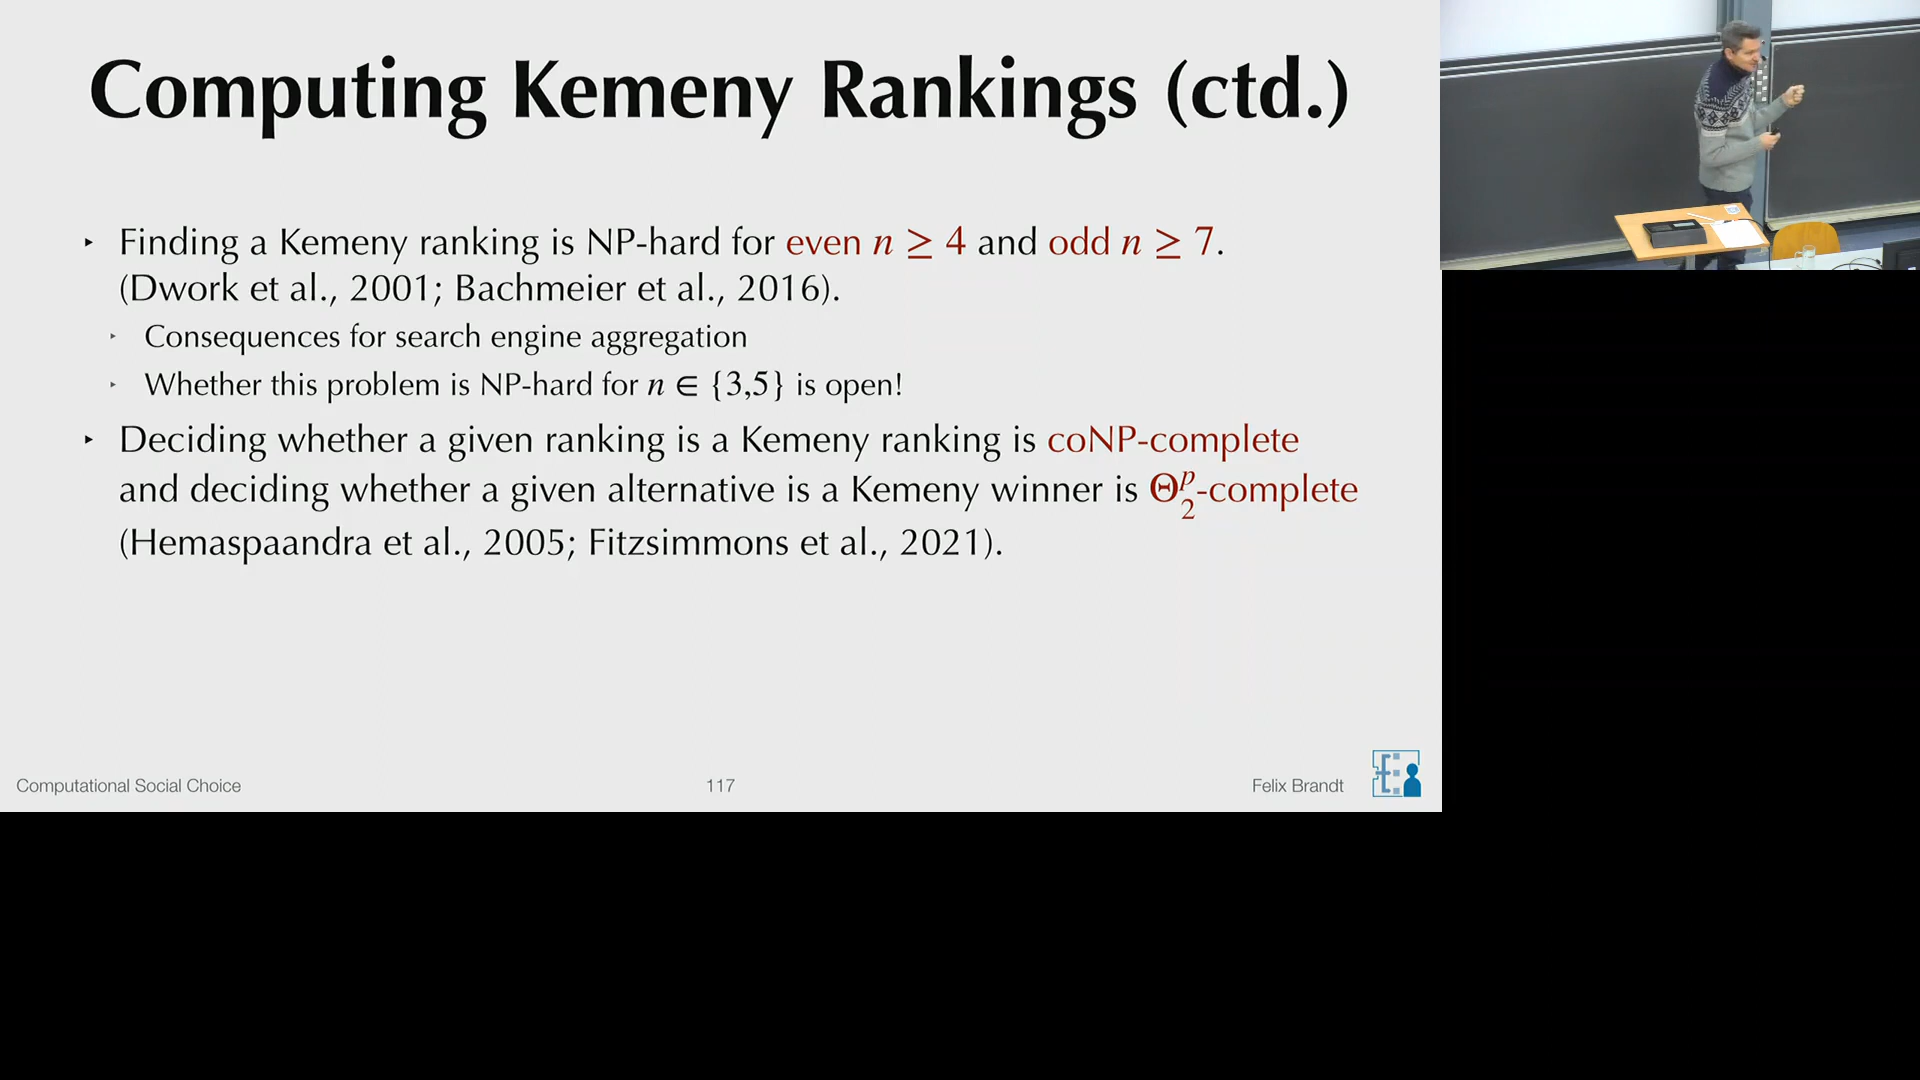 Computing Kemeny Rankings (ctd.)
‣ Finding a Kemeny ranking is NP-hard for even n ≥ 4 and odd n ≥ 7.
(Dwork et al., 2001; Bachmeier et al., 2016).
‣ Consequences for search engine aggregation
‣ Whether this problem is NP-hard for n ∈ {3,5} is open!
‣ Deciding whether a given ranking is a Kemeny ranking is coNP-complete
and deciding whether a given alternative is a Kemeny winner is Θ₂ᵖ-complete
(Hemaspaandra et al., 2005; Fitzsimmons et al., 2021).
Computational Social Choice
117
Felix Brandt